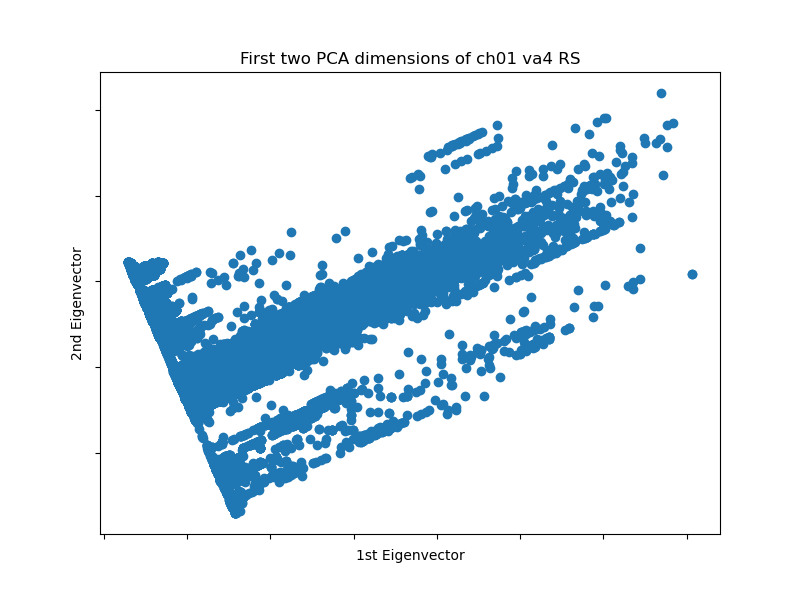 First two PCA dimensions of ch01 va4 RS
2nd Eigenvector
1st Eigenvector